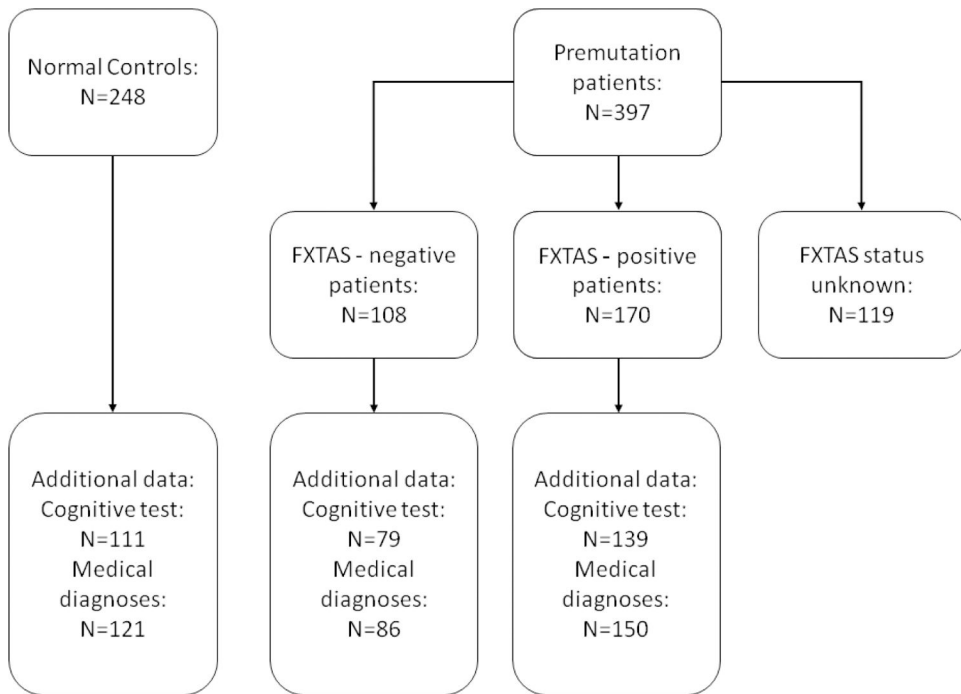 Normal Controls:
N=248
Premutation
patients:
N=397
FXTAS - negative
patients:
N=108
FXTAS - positive
patients:
N=170
FXTAS status
unknown:
N=119
Additional data:
Cognitive test:
N=111
Medical
diagnoses:
N=121
Additional data:
Cognitive test:
N=79
Medical
diagnoses:
N=86
Additional data:
Cognitive test:
N=139
Medical
diagnoses:
N=150